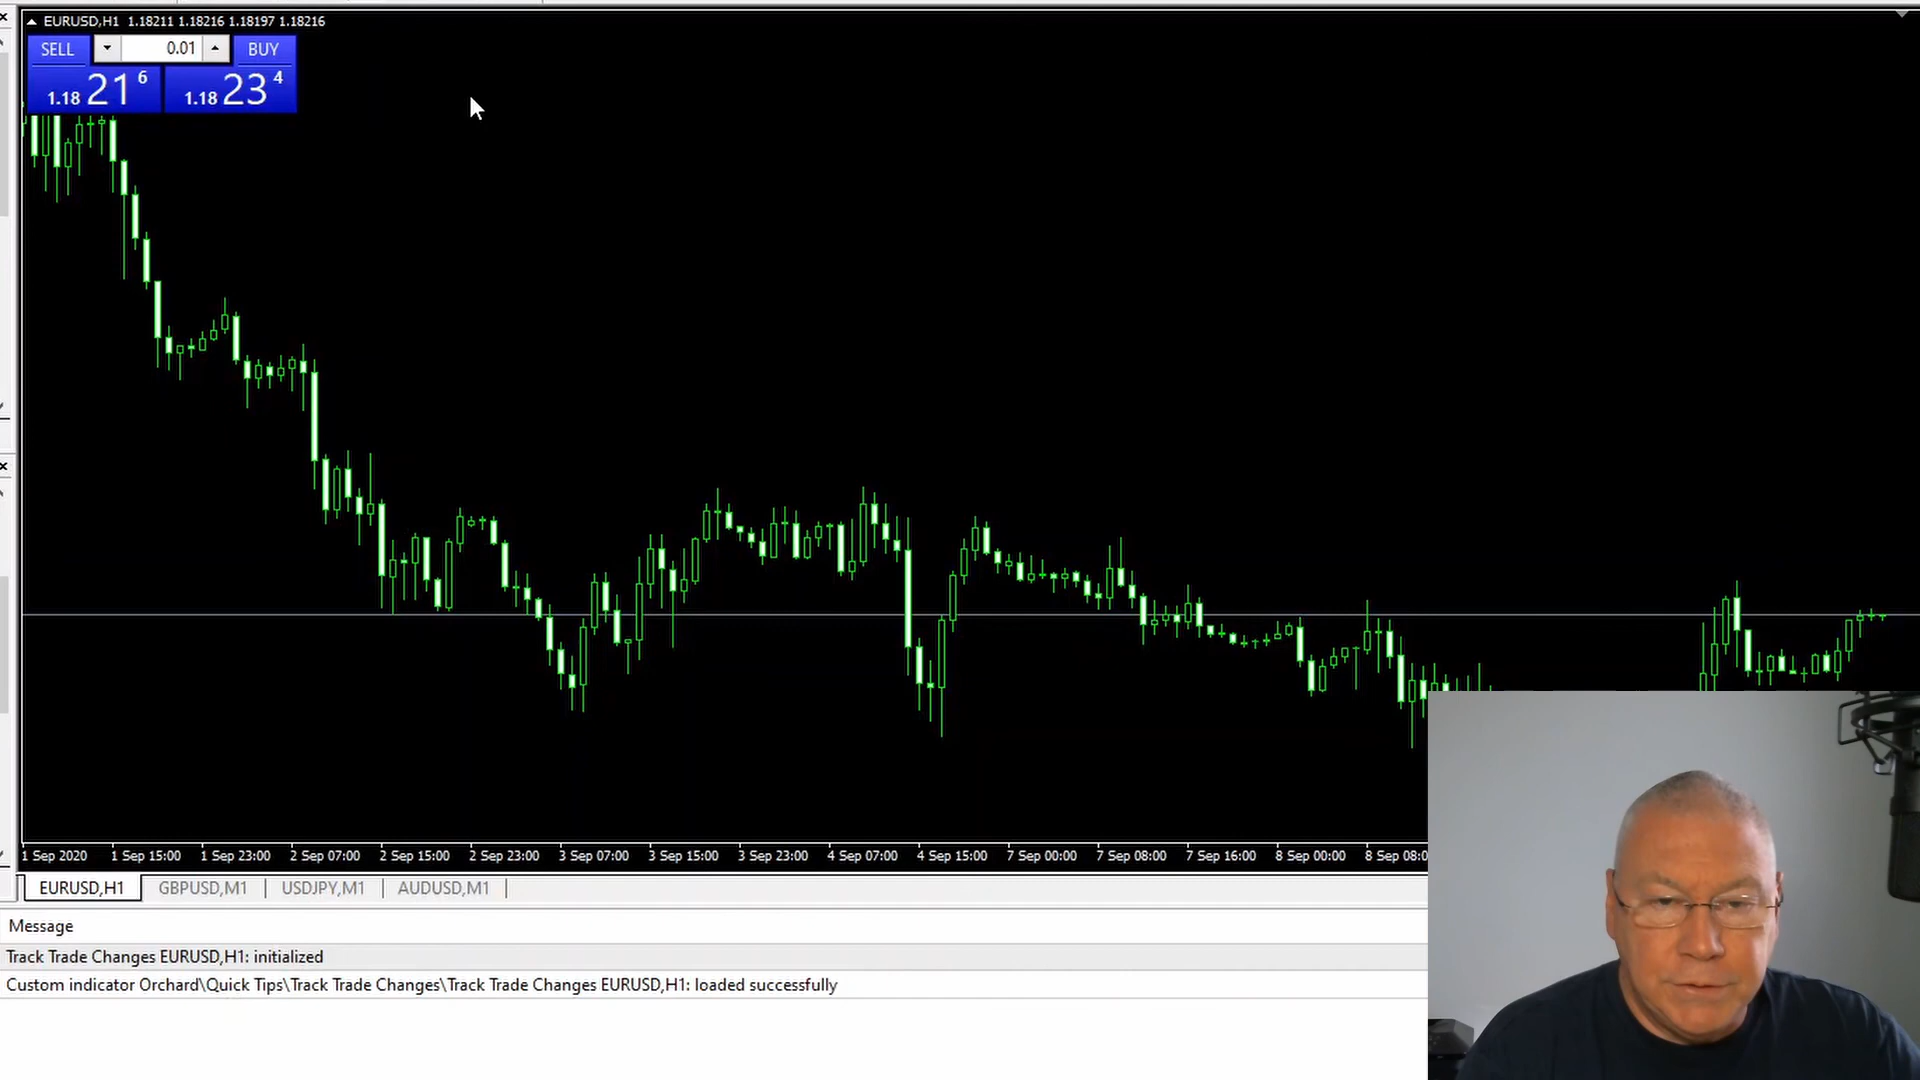 EURUSD,H1 1.18211 1.18216 1.18197 1.18216
SELL 0.01 BUY
1.18 21 6 1.18 23 4
1 Sep 2020 1 Sep 15:00 1 Sep 23:00 2 Sep 07:00 2 Sep 15:00 2 Sep 23:00 3 Sep 07:00 3 Sep 15:00 3 Sep 23:00 4 Sep 07:00 4 Sep 15:00 7 Sep 00:00 7 Sep 08:00 7 Sep 16:00 8 Sep 00:00 8 Sep 08:0
EURUSD,H1 GBPUSD,M1 USDJPY,M1 AUDUSD,M1
Message
Track Trade Changes EURUSD,H1: initialized
Custom indicator Orchard\Quick Tips\Track Trade Changes\Track Trade Changes EURUSD,H1: loaded successfully